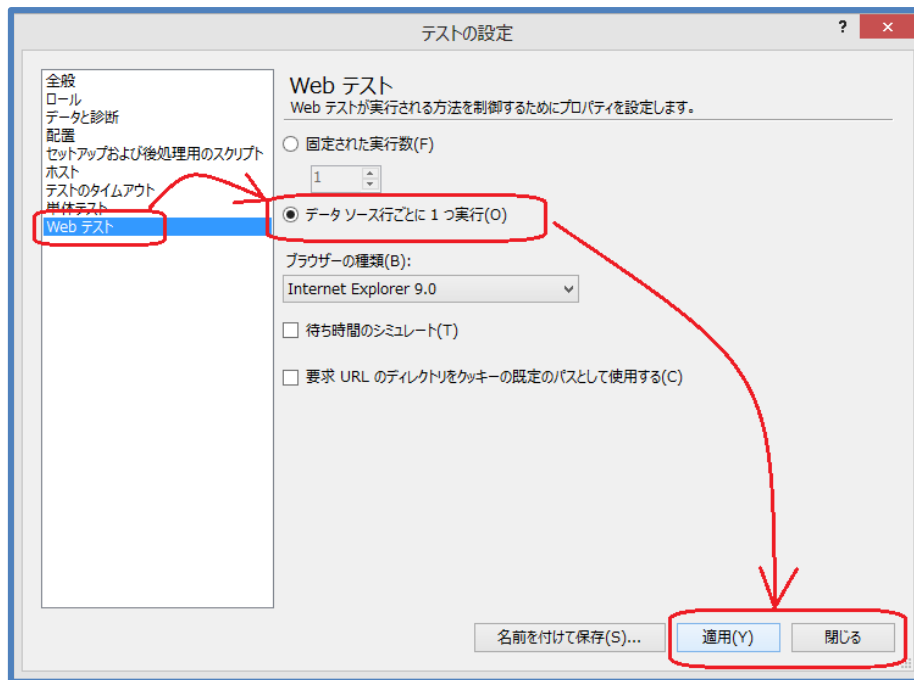 テストの設定
?
全般
ロール
データと診断
配置
セットアップおよび後処理用のスクリプト
ホスト
テストのタイムアウト
単体テスト
Web テスト
Web テスト
Web テストが実行される方法を制御するためにプロパティを設定します。
固定された実行数(F)
1
データ ソース行ごとに 1 つ実行(O)
ブラウザーの種類(B):
Internet Explorer 9.0
待ち時間のシミュレート(T)
要求 URL のディレクトリをクッキーの既定のパスとして使用する(C)
名前を付けて保存(S)... 適用(Y) 閉じる